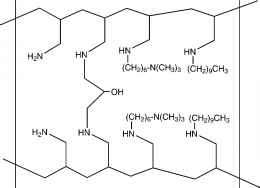 HN
HN
H₂N
HN
(CH₂)₆-N(CH₃)₃
(CH₂)₉CH₃
OH
(CH₂)₆-N(CH₃)₃ (CH₂)₉CH₃
H₂N
HN
HN
HN